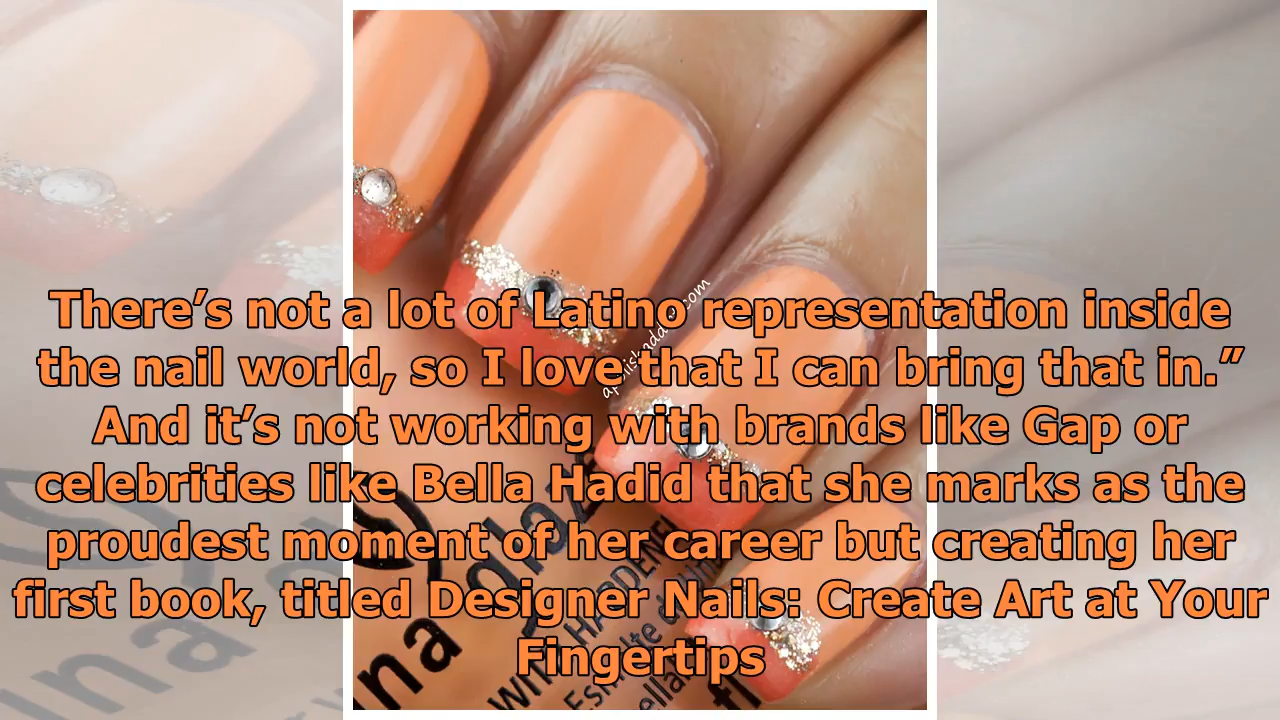 There’s not a lot of Latino representation inside
the nail world, so I love that I can bring that in.”
And it’s not working with brands like Gap or
celebrities like Bella Hadid that she marks as the
proudest moment of her career but creating her
first book, titled Designer Nails: Create Art at Your
Fingertips